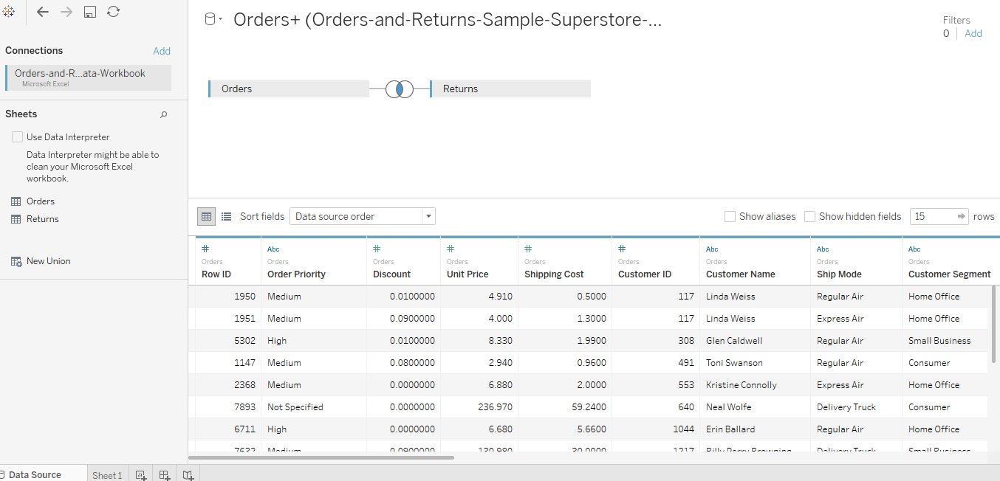 Orders+ (Orders-and-Returns-Sample-Superstore-...
Filters
0 Add
Connections Add
Orders-and-R...ata-Workbook
Microsoft Excel
Orders Returns
Sheets
Use Data Interpreter
Data Interpreter might be able to
clean your Microsoft Excel
workbook.
Orders
Returns
New Union
Sort fields Data source order Show aliases Show hidden fields 15 rows
# Abc # # # # Abc Abc Abc
Orders Orders Orders Orders Orders Orders Orders Orders Orders
Row ID Order Priority Discount Unit Price Shipping Cost Customer ID Customer Name Ship Mode Customer Segment
1950 Medium 0.0100000 4.910 0.5000 117 Linda Weiss Regular Air Home Office
1951 Medium 0.0900000 4.000 1.3000 117 Linda Weiss Express Air Home Office
5302 High 0.0100000 8.330 1.9900 308 Glen Caldwell Regular Air Small Business
1147 Medium 0.0800000 2.940 0.9600 491 Toni Swanson Regular Air Consumer
2368 Medium 0.0000000 6.880 2.0000 553 Kristine Connolly Express Air Home Office
7893 Not Specified 0.0000000 236.970 59.2400 640 Neal Wolfe Delivery Truck Consumer
6711 High 0.0000000 6.680 5.6600 1044 Erin Ballard Regular Air Home Office
7632 Medium 0.0900000 130.980 30.0000 1217 Billy Perry Browning Delivery Truck Small Business
Data Source Sheet 1